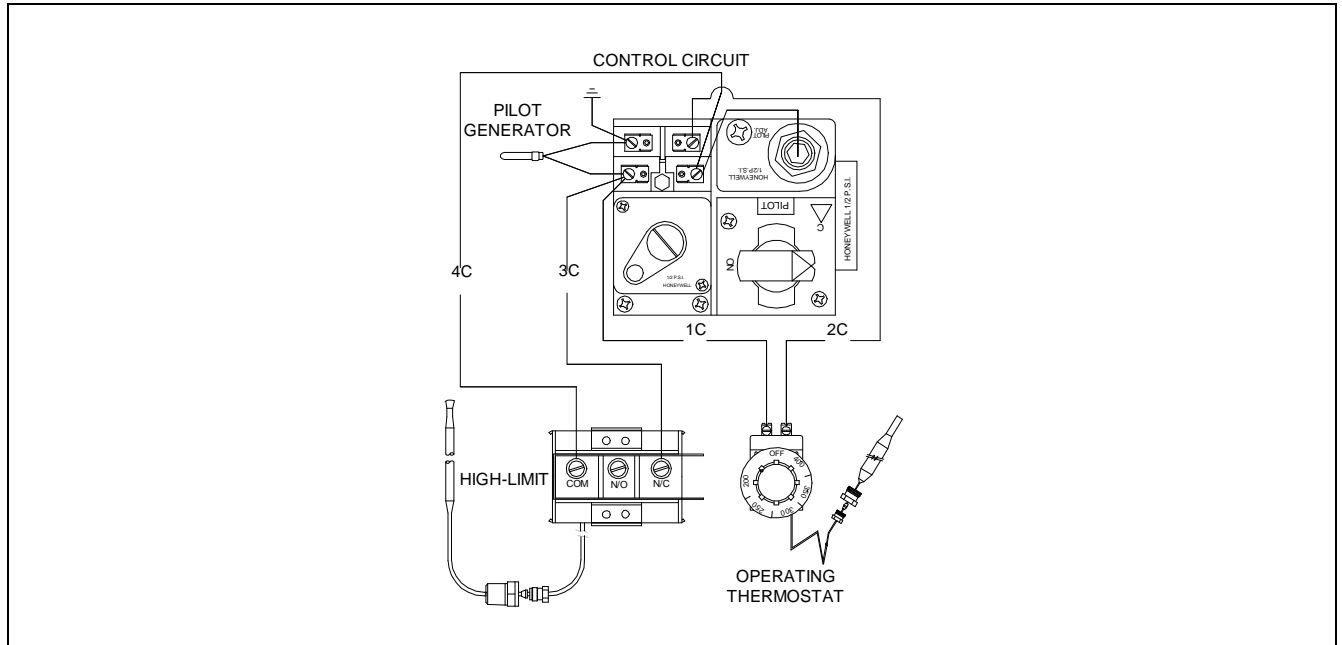 CONTROL CIRCUIT
PILOT
GENERATOR
PILOT
ADJ.
HONEYWELL
1/2 P.S.I.
PILOT
C
HONEYWELL 1/2 P. S.I.
ON
1/2 P.S.I.
HONEYWELL
4C
3C
1C
2C
HIGH-LIMIT
COM
N/O
N/C
OFF
400
350
300
250
200
OPERATING
THERMOSTAT